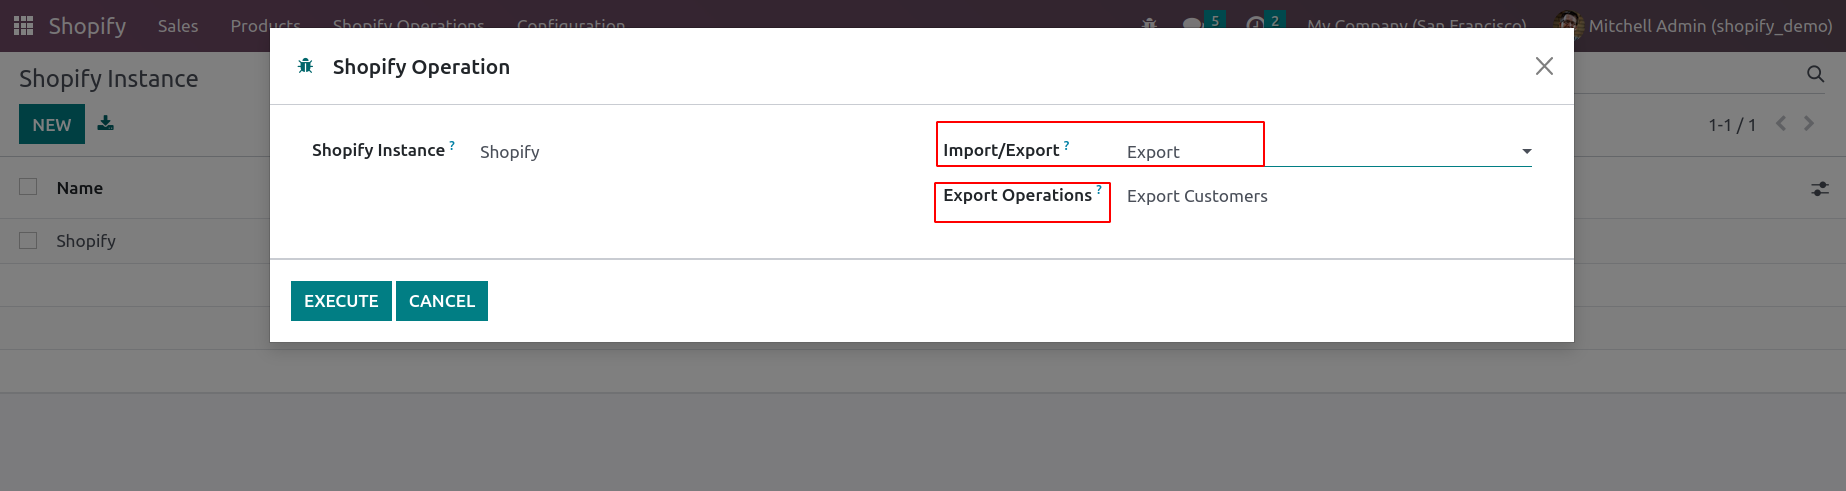 Shopify Sales Products Shopify Operations Configuration 5 2 My Company (San Francisco) Mitchell Admin (shopify_demo)
Shopify Instance
NEW
1-1 / 1
Name
Shopify
Shopify Operation
Shopify Instance ? Shopify
Import/Export ? Export
Export Operations ? Export Customers
EXECUTE CANCEL